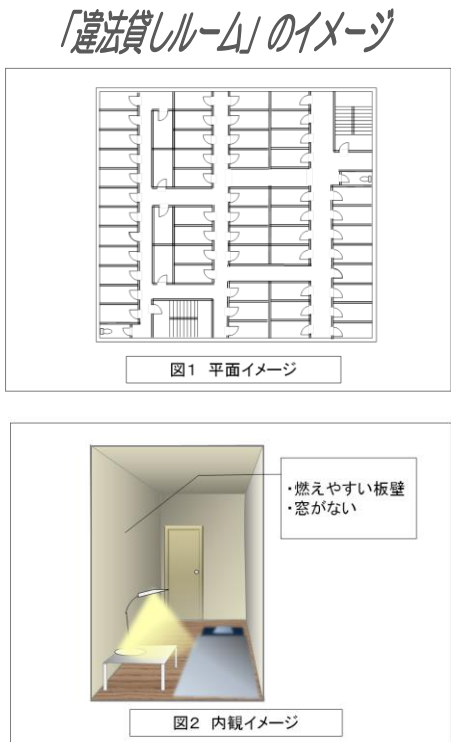 「違法貸しルーム」のイメージ
図1 平面イメージ
・燃えやすい板壁
・窓がない
図2 内観イメージ